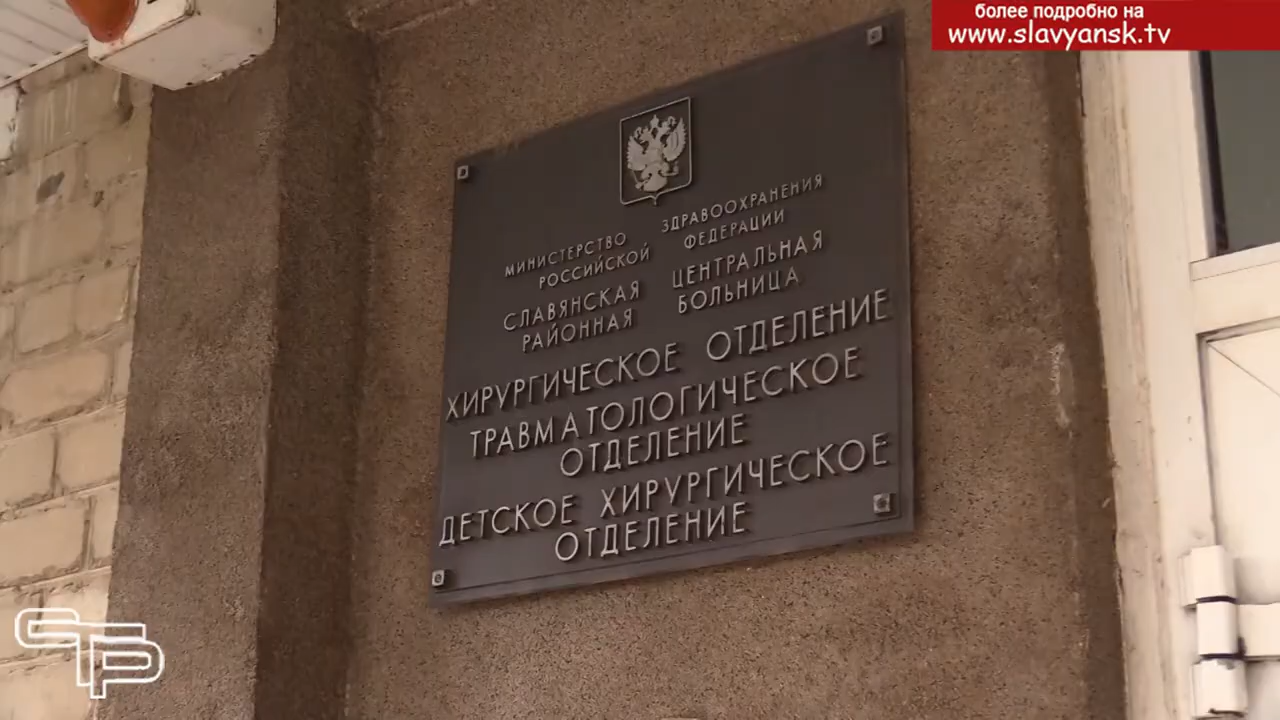 более подробно на
www.slavyansk.tv
МИНИСТЕРСТВО ЗДРАВООХРАНЕНИЯ
РОССИЙСКОЙ ФЕДЕРАЦИИ
СЛАВЯНСКАЯ ЦЕНТРАЛЬНАЯ
РАЙОННАЯ БОЛЬНИЦА
ХИРУРГИЧЕСКОЕ ОТДЕЛЕНИЕ
ТРАВМАТОЛОГИЧЕСКОЕ
ОТДЕЛЕНИЕ
ДЕТСКОЕ ХИРУРГИЧЕСКОЕ
ОТДЕЛЕНИЕ
СТР